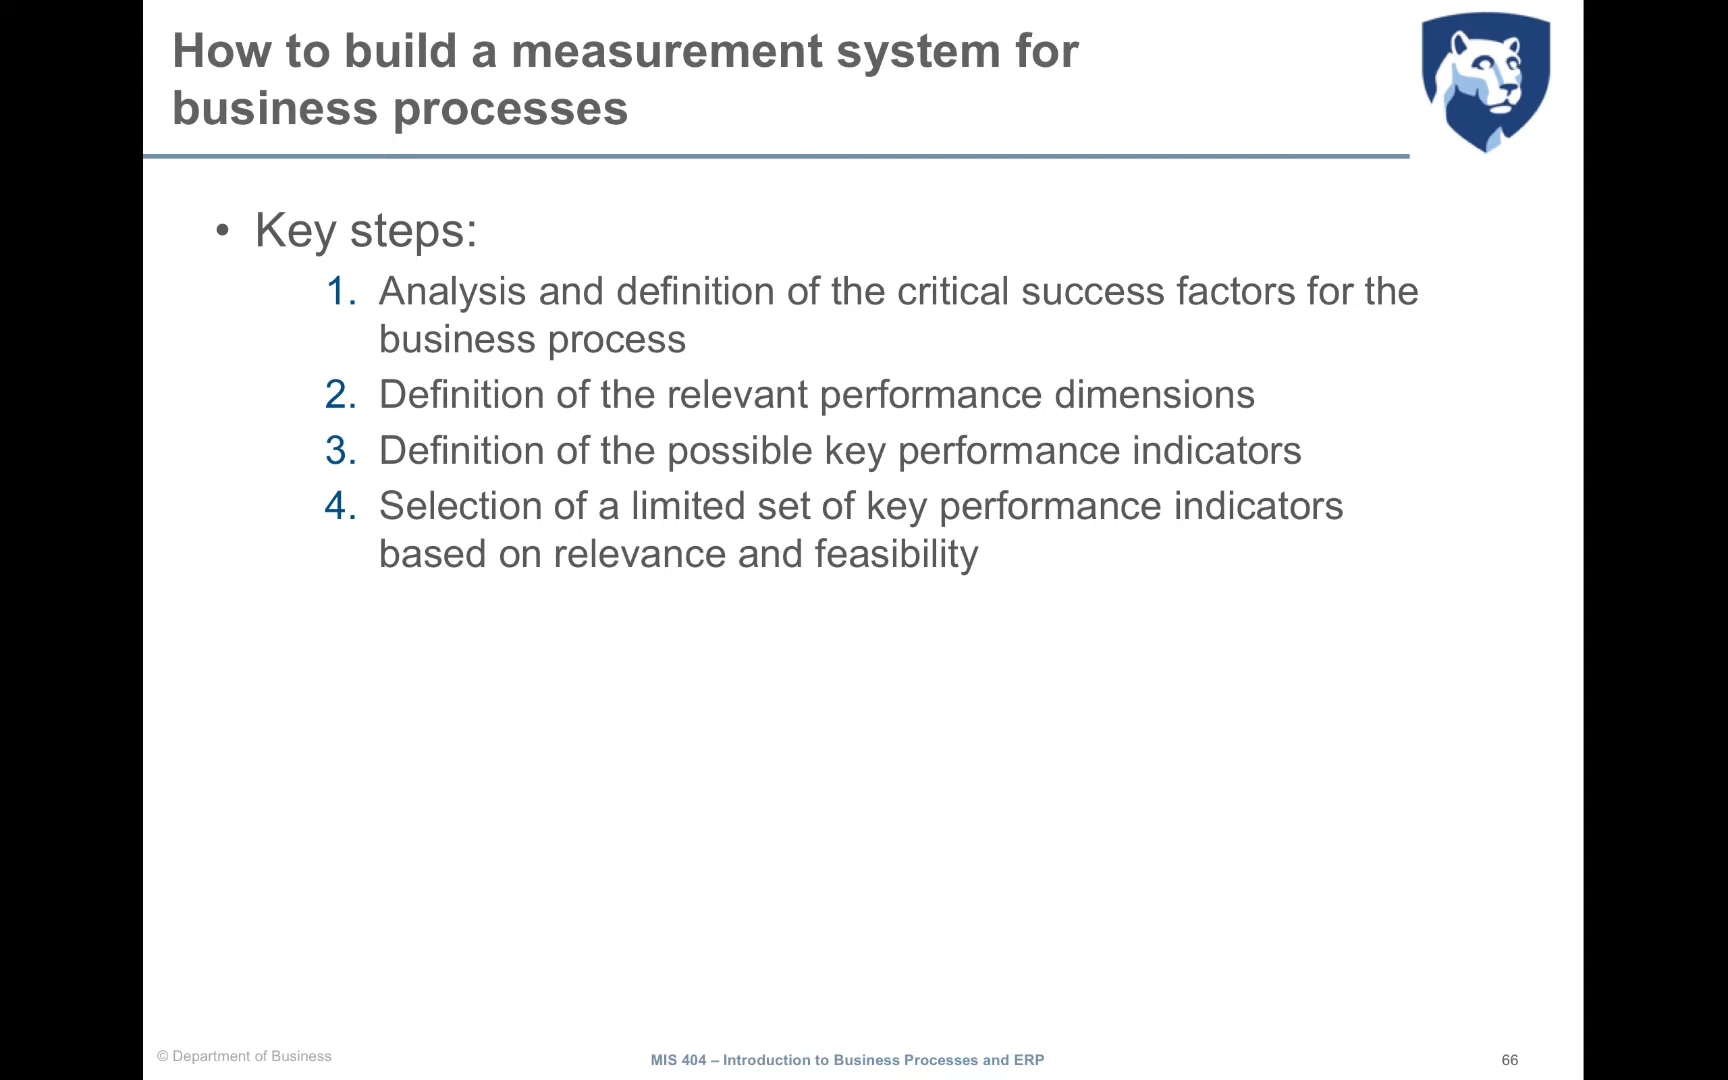 How to build a measurement system for
business processes
• Key steps:
1. Analysis and definition of the critical success factors for the
business process
2. Definition of the relevant performance dimensions
3. Definition of the possible key performance indicators
4. Selection of a limited set of key performance indicators
based on relevance and feasibility
© Department of Business
MIS 404 – Introduction to Business Processes and ERP
66